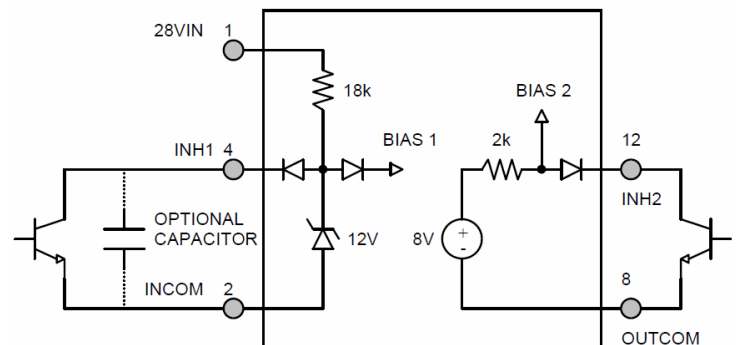 28VIN 1
18k
BIAS 2
INH1 4
BIAS 1
2k
12
INH2
OPTIONAL
CAPACITOR
12V
8V
+
-
INCOM 2
8
OUTCOM